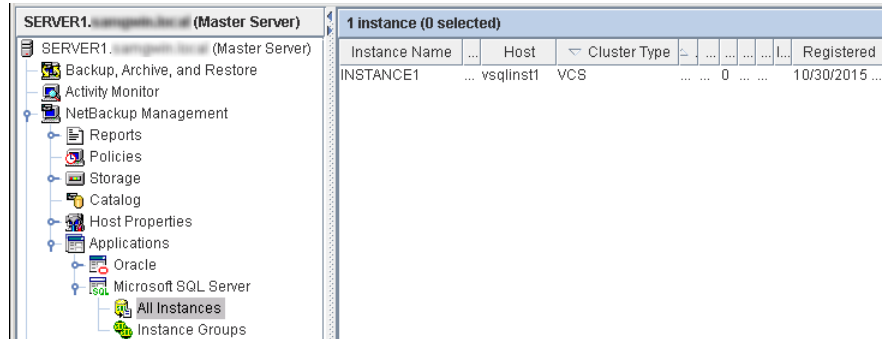 SERVER1. (Master Server)
SERVER1. (Master Server)
Backup, Archive, and Restore
Activity Monitor
NetBackup Management
Reports
Policies
Storage
Catalog
Host Properties
Applications
Oracle
Microsoft SQL Server
All Instances
Instance Groups
1 instance (0 selected)
Instance Name ... Host Cluster Type ... ... ... ... I... Registered
INSTANCE1 ... vsqlinst1 VCS ... ... 0 ... ... 10/30/2015 ...